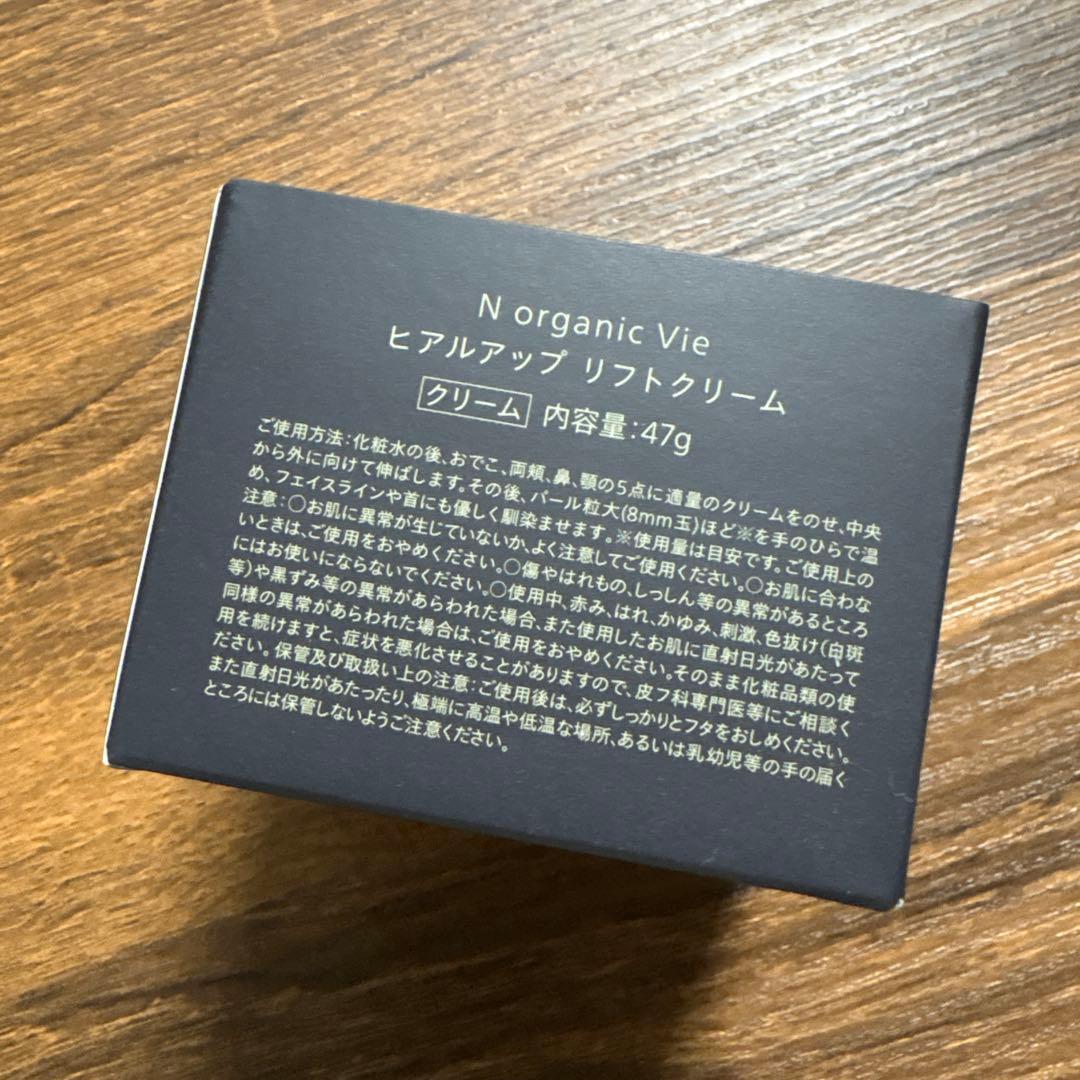 N organic Vie
ヒアルアップ リフトクリーム
クリーム 内容量:47g
ご使用方法:化粧水の後、おでこ、両頬、鼻、顎の5点に適量のクリームをのせ、中央
から外に向けて伸ばします。その後、パール粒大(8mm玉)ほど※を手のひらで温
め、フェイスラインや首にも優しく馴染ませます。※使用量は目安です。ご使用上の
注意:○お肌に異常が生じていないか、よく注意してご使用ください。○お肌に合わな
いときは、ご使用をおやめください。○傷やはれもの、しっしん等の異常があるところ
にはお使いにならないでください。○使用中、赤み、はれ、かゆみ、刺激、色抜け(白斑
等)や黒ずみ等の異常があらわれた場合、また使用したお肌に直射日光があたって
同様の異常があらわれた場合は、ご使用をおやめください。そのまま化粧品類の使
用を続けますと、症状を悪化させることがありますので、皮フ科専門医等にご相談く
ださい。保管及び取扱い上の注意:ご使用後は、必ずしっかりとフタをおしめください。
また直射日光があたったり、極端に高温や低温な場所、あるいは乳幼児等の手の届く
ところには保管しないようご注意ください。